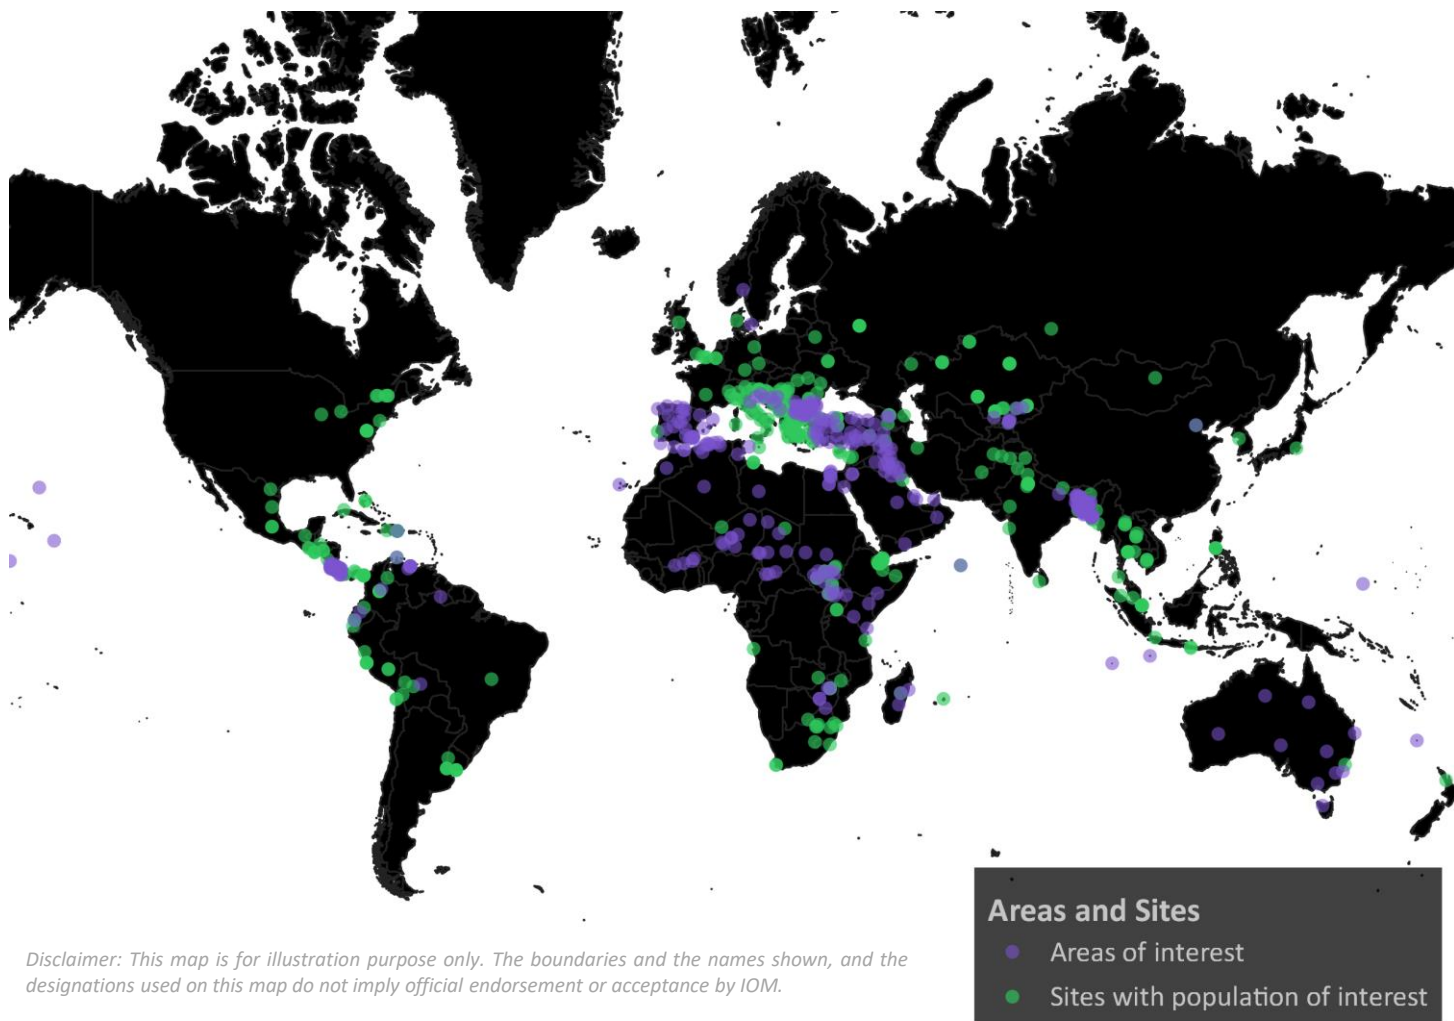 Areas and Sites
Areas of interest
Sites with population of interest
Disclaimer: This map is for illustration purpose only. The boundaries and the names shown, and the
designations used on this map do not imply official endorsement or acceptance by IOM.